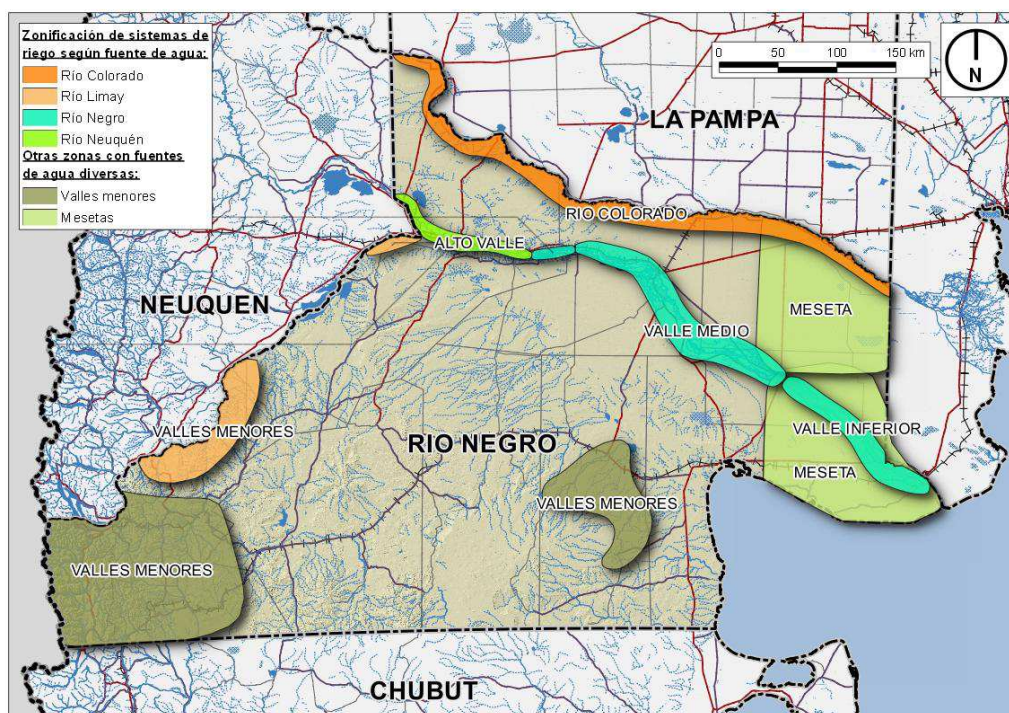 Zonificación de sistemas de
riego según fuente de agua:
Río Colorado
Río Limay
Río Negro
Río Neuquén
Otras zonas con fuentes
de agua diversas:
Valles menores
Mesetas
0 50 100 150 km
N
LA PAMPA
RIO COLORADO
ALTO VALLE
NEUQUEN
MESETA
VALLE MEDIO
VALLES MENORES
VALLE INFERIOR
RIO NEGRO
MESETA
VALLES MENORES
VALLES MENORES
CHUBUT